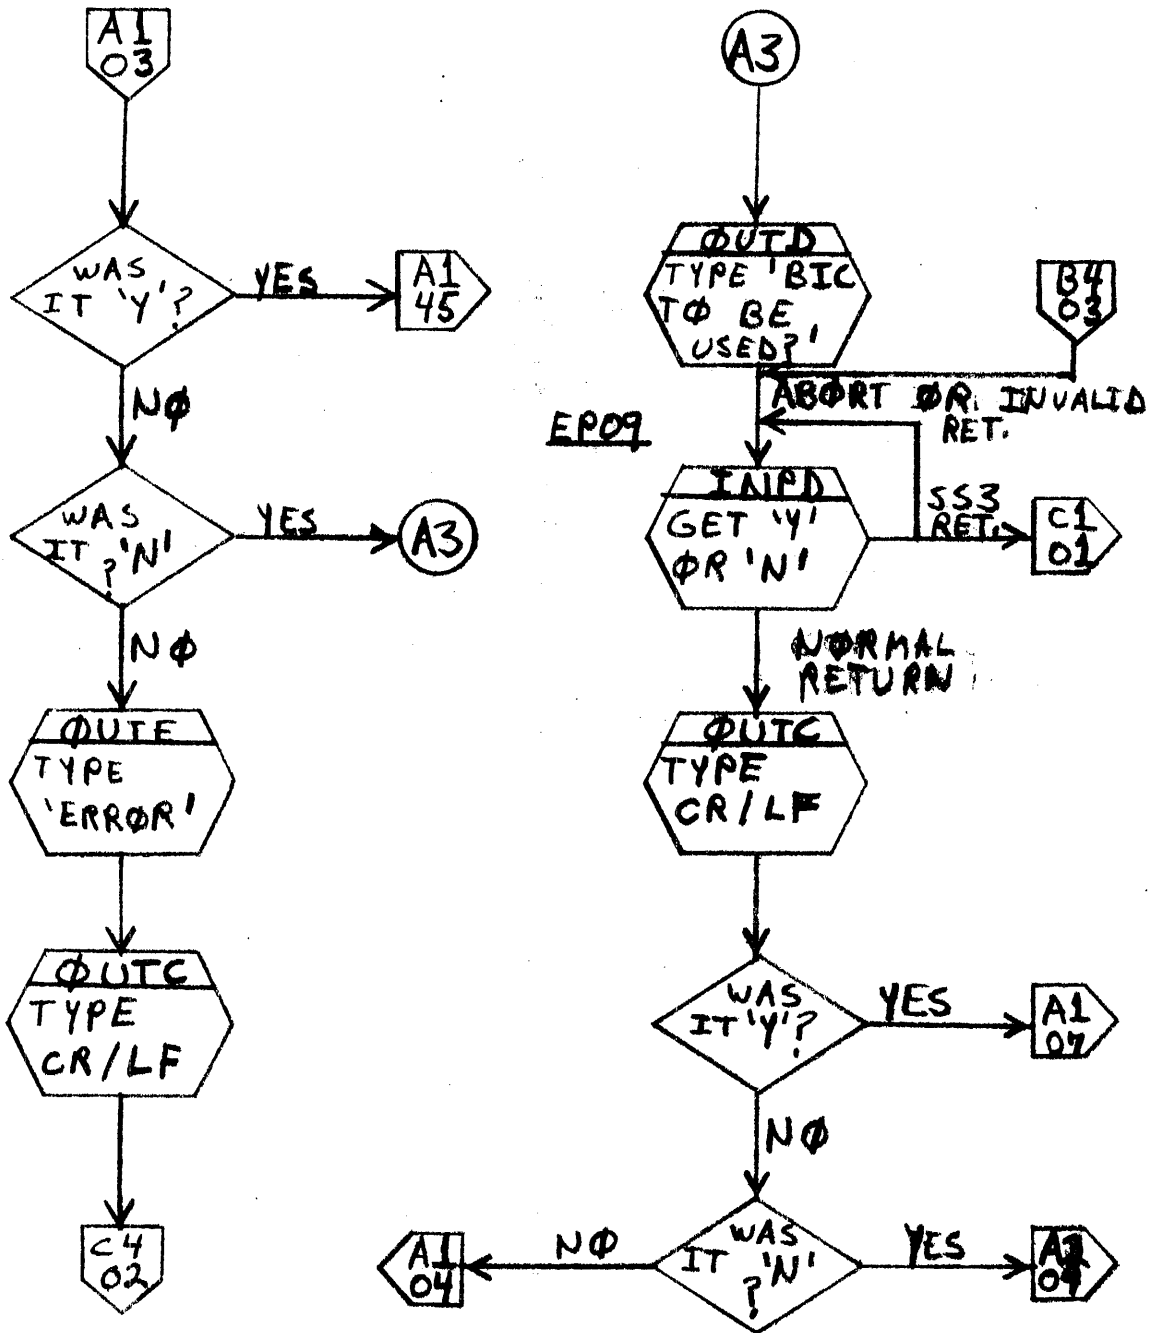 A1
03
WAS
IT 'Y'?
YES
A1
45
NØ
WAS
IT 'N'
?
YES
A3
NØ
ØUTE
TYPE
'ERRØR'
ØUTC
TYPE
CR/LF
C4
02
A3
ØUTD
TYPE 'BIC
TØ BE
USED?'
B4
03
ABØRT ØR INVALID
RET.
EP09
INPD
GET 'Y'
ØR 'N'
SS3
RET.
C1
01
NØRMAL
RETURN
ØUTC
TYPE
CR/LF
WAS
IT 'Y'?
YES
A1
07
NØ
WAS
IT 'N'
?
NØ
A1
04
YES